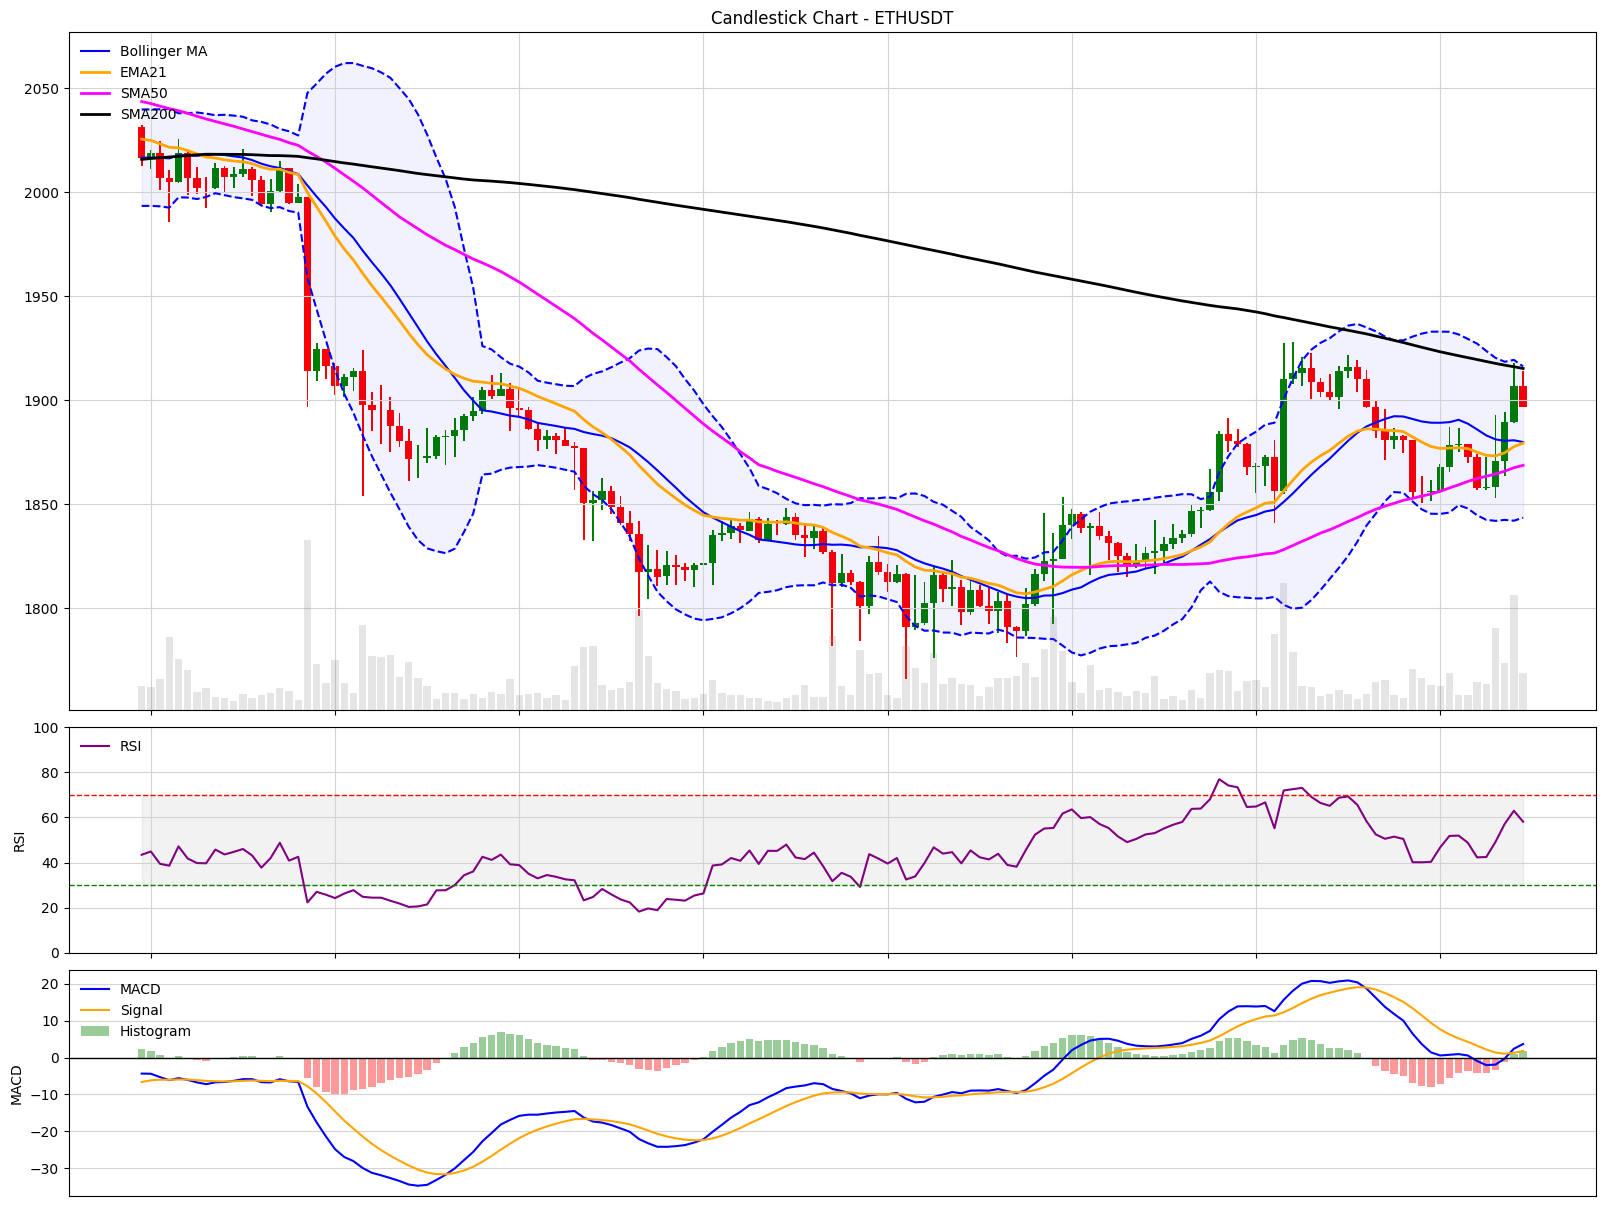 Candlestick Chart - ETHUSDT
Bollinger MA
EMA21
SMA50
SMA200
2050
2000
1950
1900
1850
1800
RSI
100
80
60
40
20
0
RSI
MACD
Signal
Histogram
20
10
0
−10
−20
−30
MACD